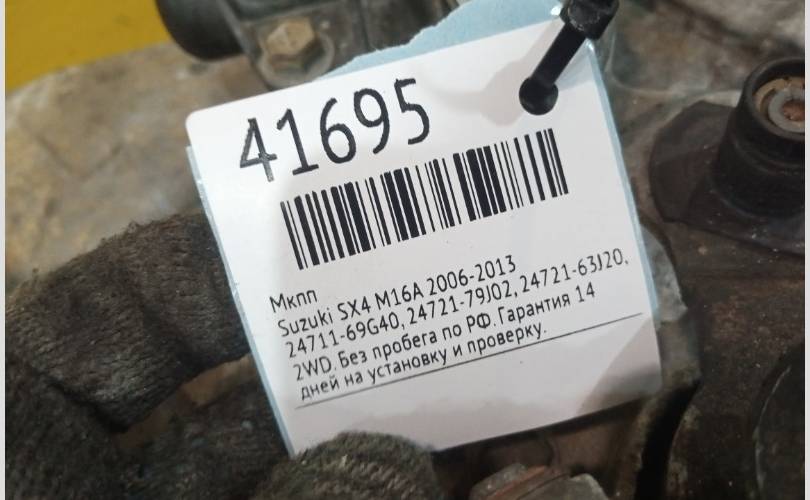 41695
Мкпп
Suzuki SX4 M16A 2006-2013
24711-69G40, 24721-79J02, 24721-63J20,
2WD. Без пробега по РФ. Гарантия 14
дней на установку и проверку.